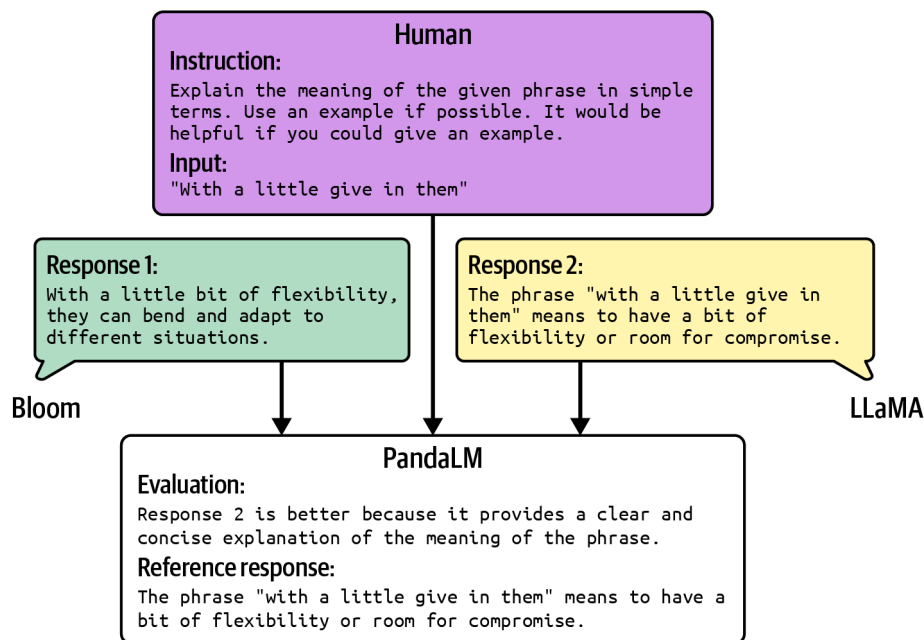 Human
Instruction:
Explain the meaning of the given phrase in simple
terms. Use an example if possible. It would be
helpful if you could give an example.
Input:
"With a little give in them"
Response 1:
With a little bit of flexibility,
they can bend and adapt to
different situations.
Bloom
Response 2:
The phrase "with a little give in
them" means to have a bit of
flexibility or room for compromise.
LLaMA
PandaLM
Evaluation:
Response 2 is better because it provides a clear and
concise explanation of the meaning of the phrase.
Reference response:
The phrase "with a little give in them" means to have a
bit of flexibility or room for compromise.